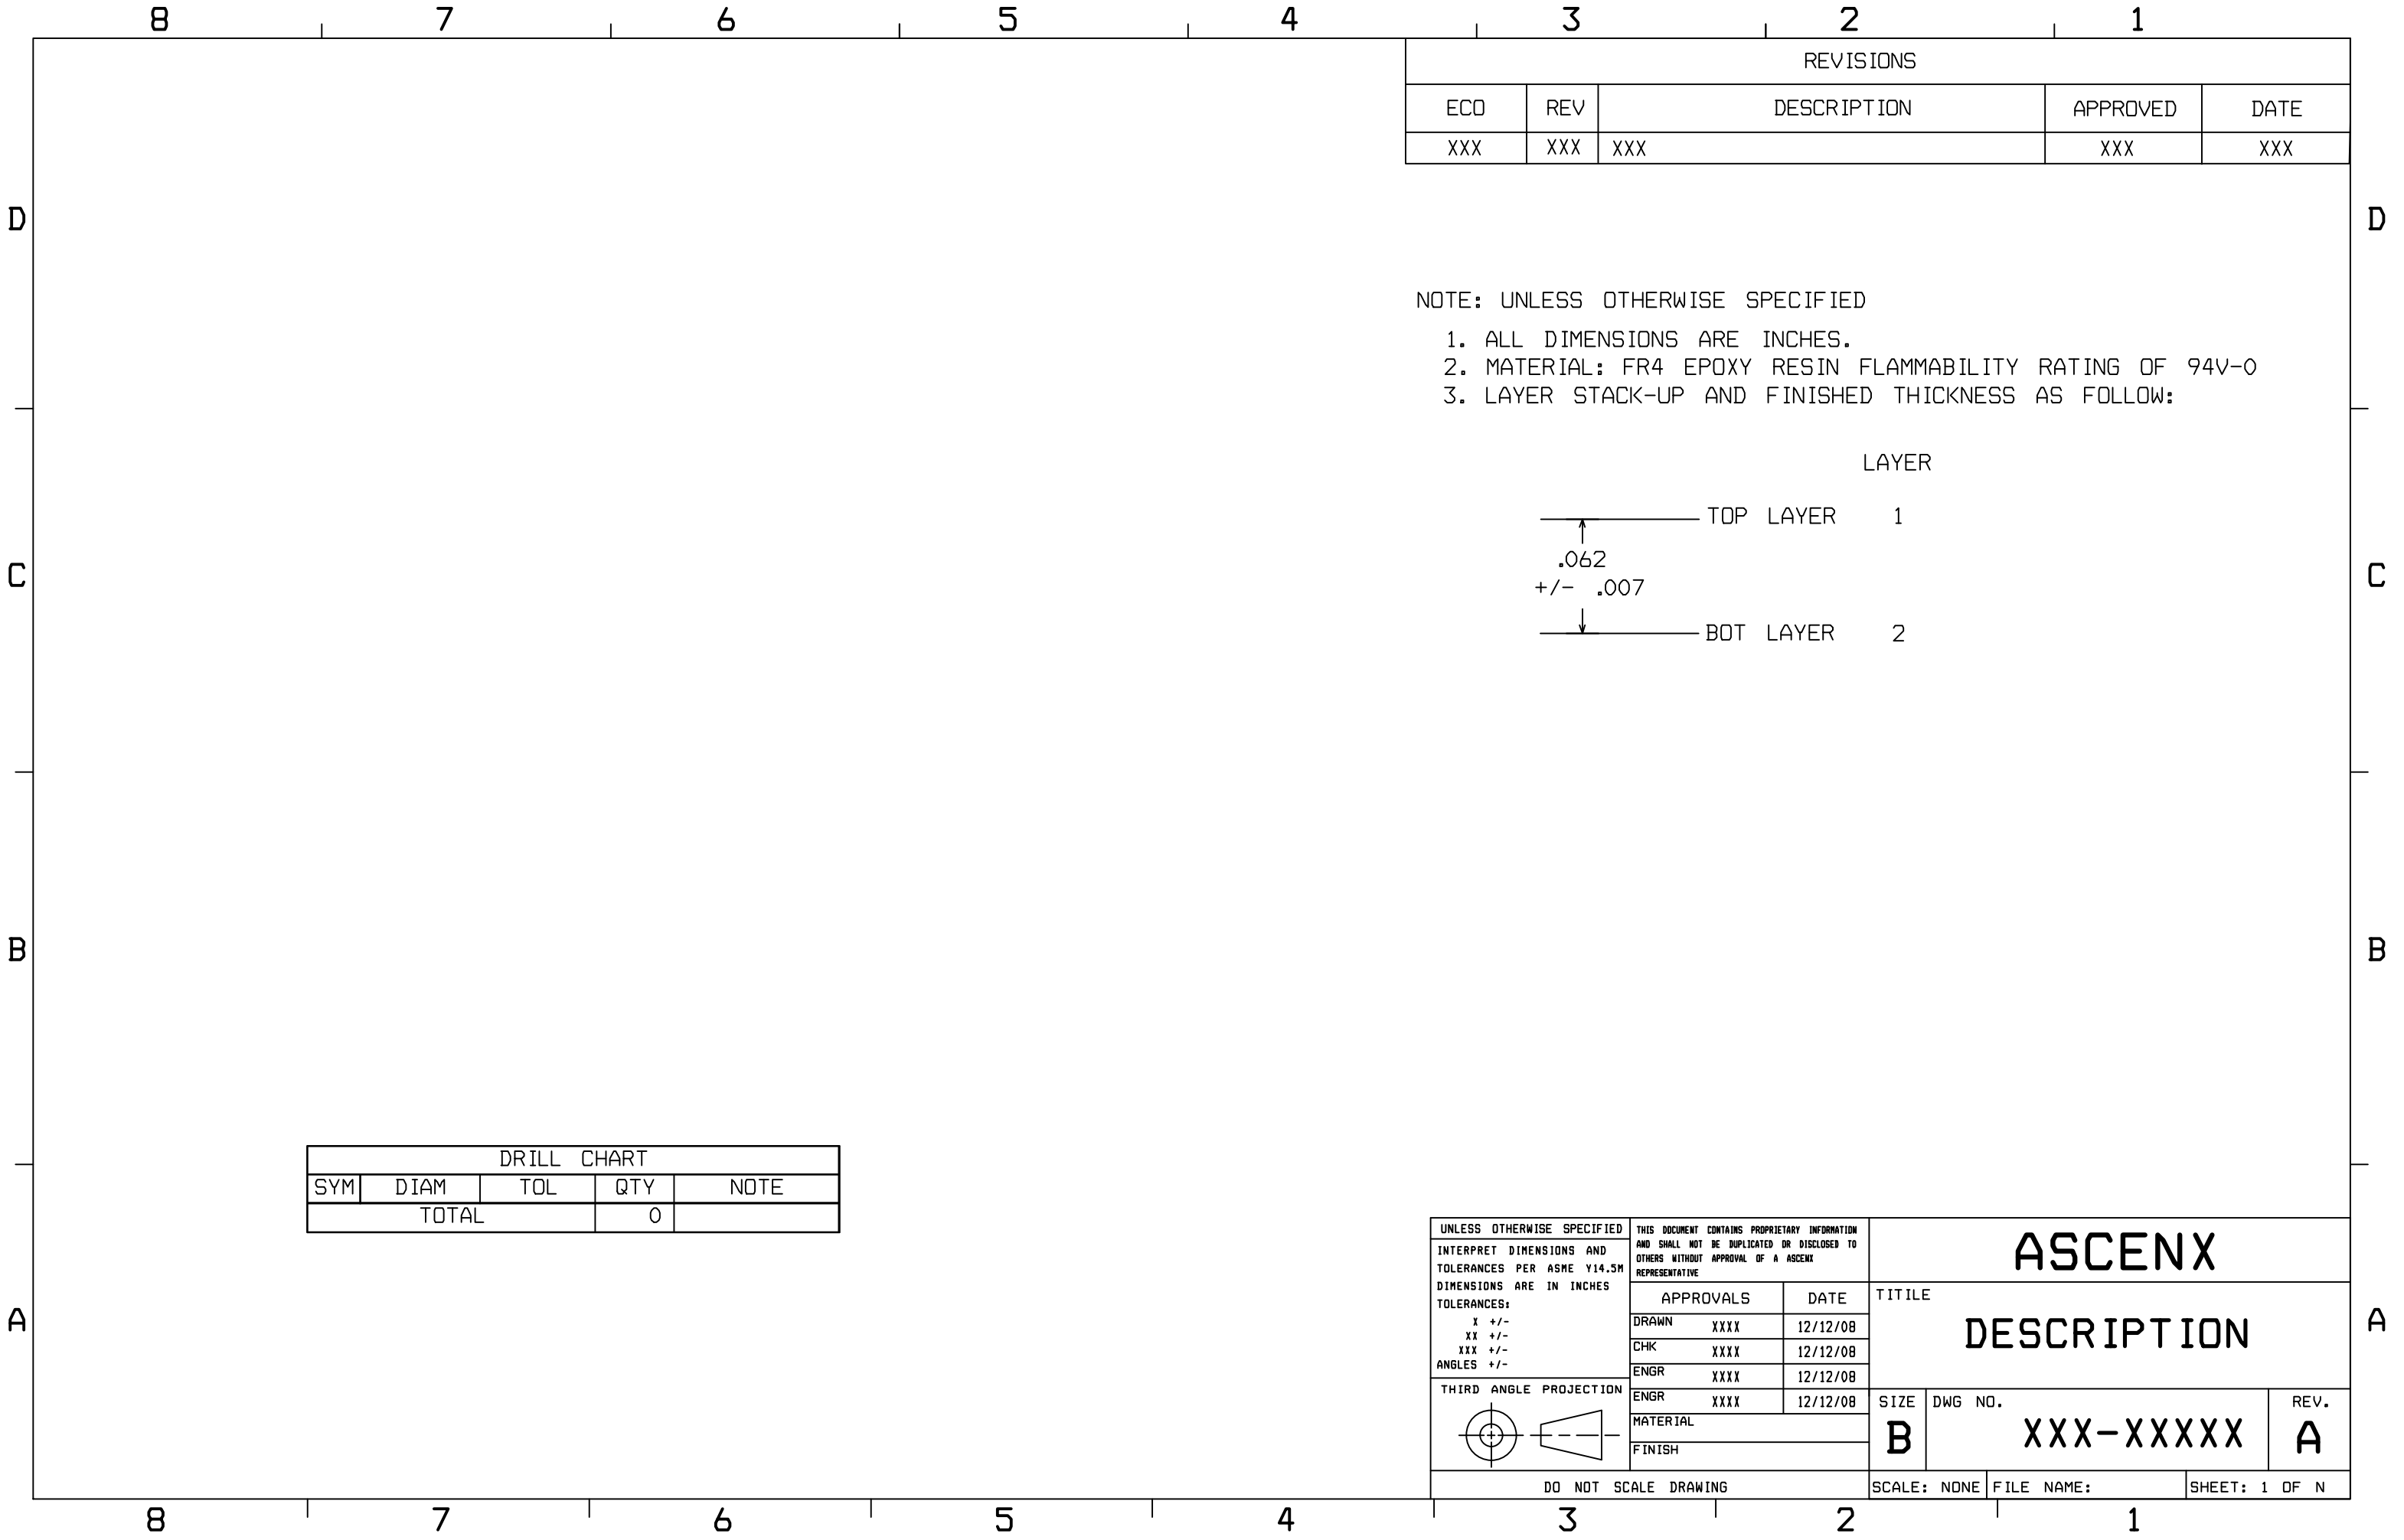 8 7 6 5 4 3 2 1
REVISIONS
ECO REV DESCRIPTION APPROVED DATE
XXX XXX XXX XXX XXX
D D
NOTE: UNLESS OTHERWISE SPECIFIED
1. ALL DIMENSIONS ARE INCHES.
2. MATERIAL: FR4 EPOXY RESIN FLAMMABILITY RATING OF 94V-0
3. LAYER STACK-UP AND FINISHED THICKNESS AS FOLLOW:
LAYER
TOP LAYER 1
.062
+/- .007
BOT LAYER 2
C C
B B
DRILL CHART
SYM DIAM TOL QTY NOTE
TOTAL 0
UNLESS OTHERWISE SPECIFIED
INTERPRET DIMENSIONS AND
TOLERANCES PER ASME Y14.5M
DIMENSIONS ARE IN INCHES
TOLERANCES:
X +/-
XX +/-
XXX +/-
ANGLES +/-
THIRD ANGLE PROJECTION
THIS DOCUMENT CONTAINS PROPRIETARY INFORMATION
AND SHALL NOT BE DUPLICATED OR DISCLOSED TO
OTHERS WITHOUT APPROVAL OF A ASCENX
REPRESENTATIVE
APPROVALS DATE
DRAWN XXXX 12/12/08
CHK XXXX 12/12/08
ENGR XXXX 12/12/08
ENGR XXXX 12/12/08
MATERIAL
FINISH
ASCENX
TITILE
DESCRIPTION
SIZE DWG NO. REV.
B XXX-XXXXX A
DO NOT SCALE DRAWING
SCALE: NONE FILE NAME: SHEET: 1 OF N
A A
8 7 6 5 4 3 2 1